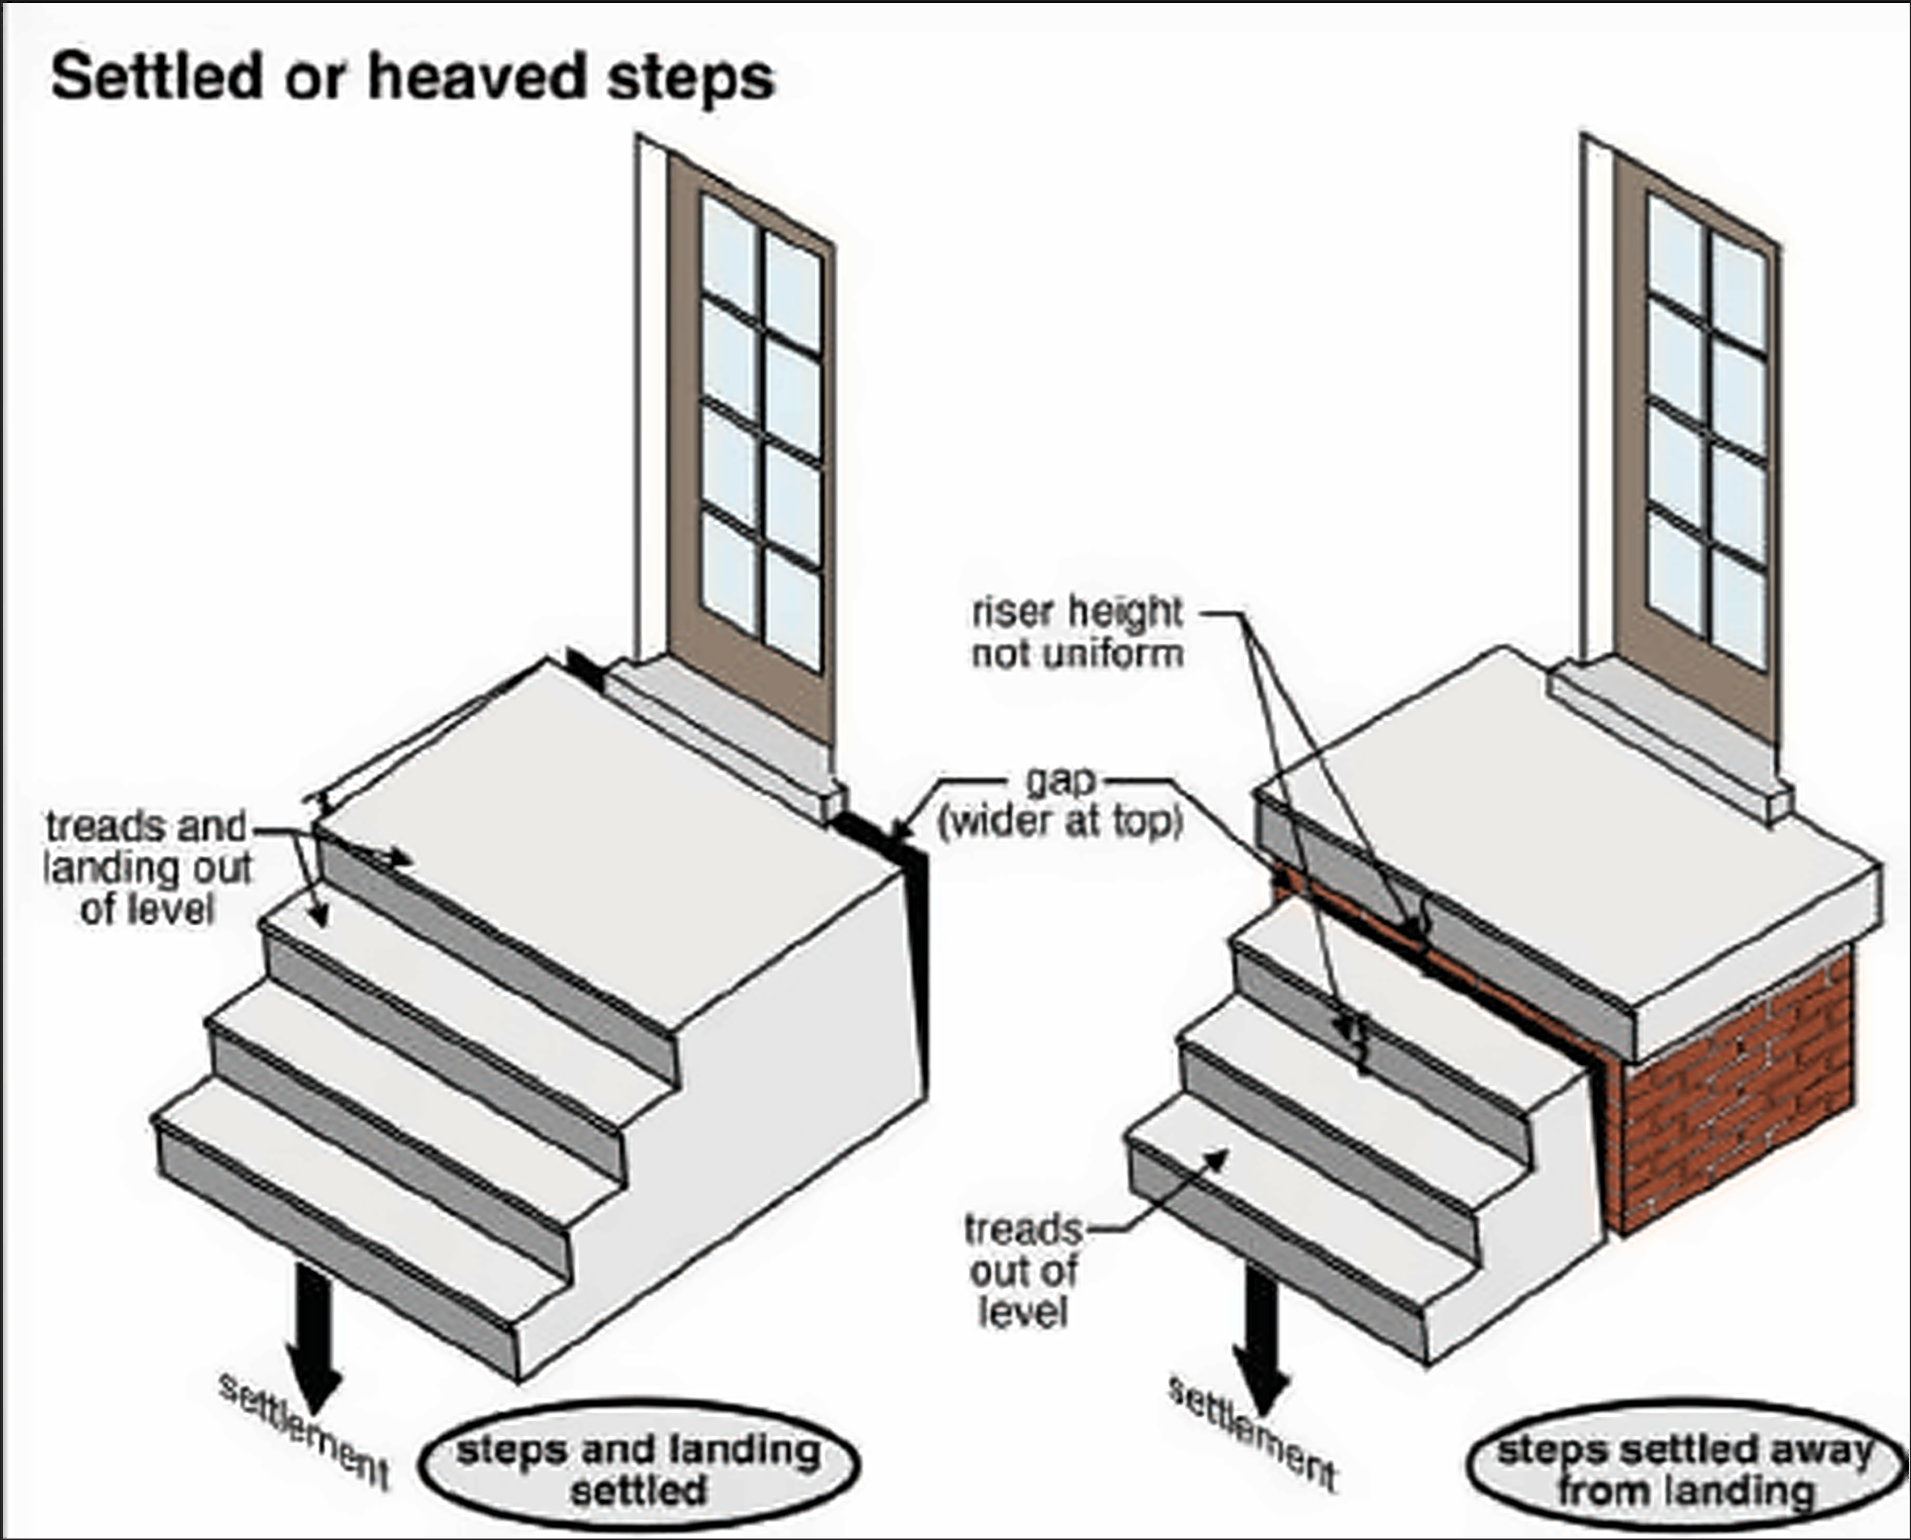 Settled or heaved steps
riser height
not uniform
gap
(wider at top)
treads and
landing out
of level
treads
out of
level
settlement
steps and landing
settled
settlement
steps settled away
from landing